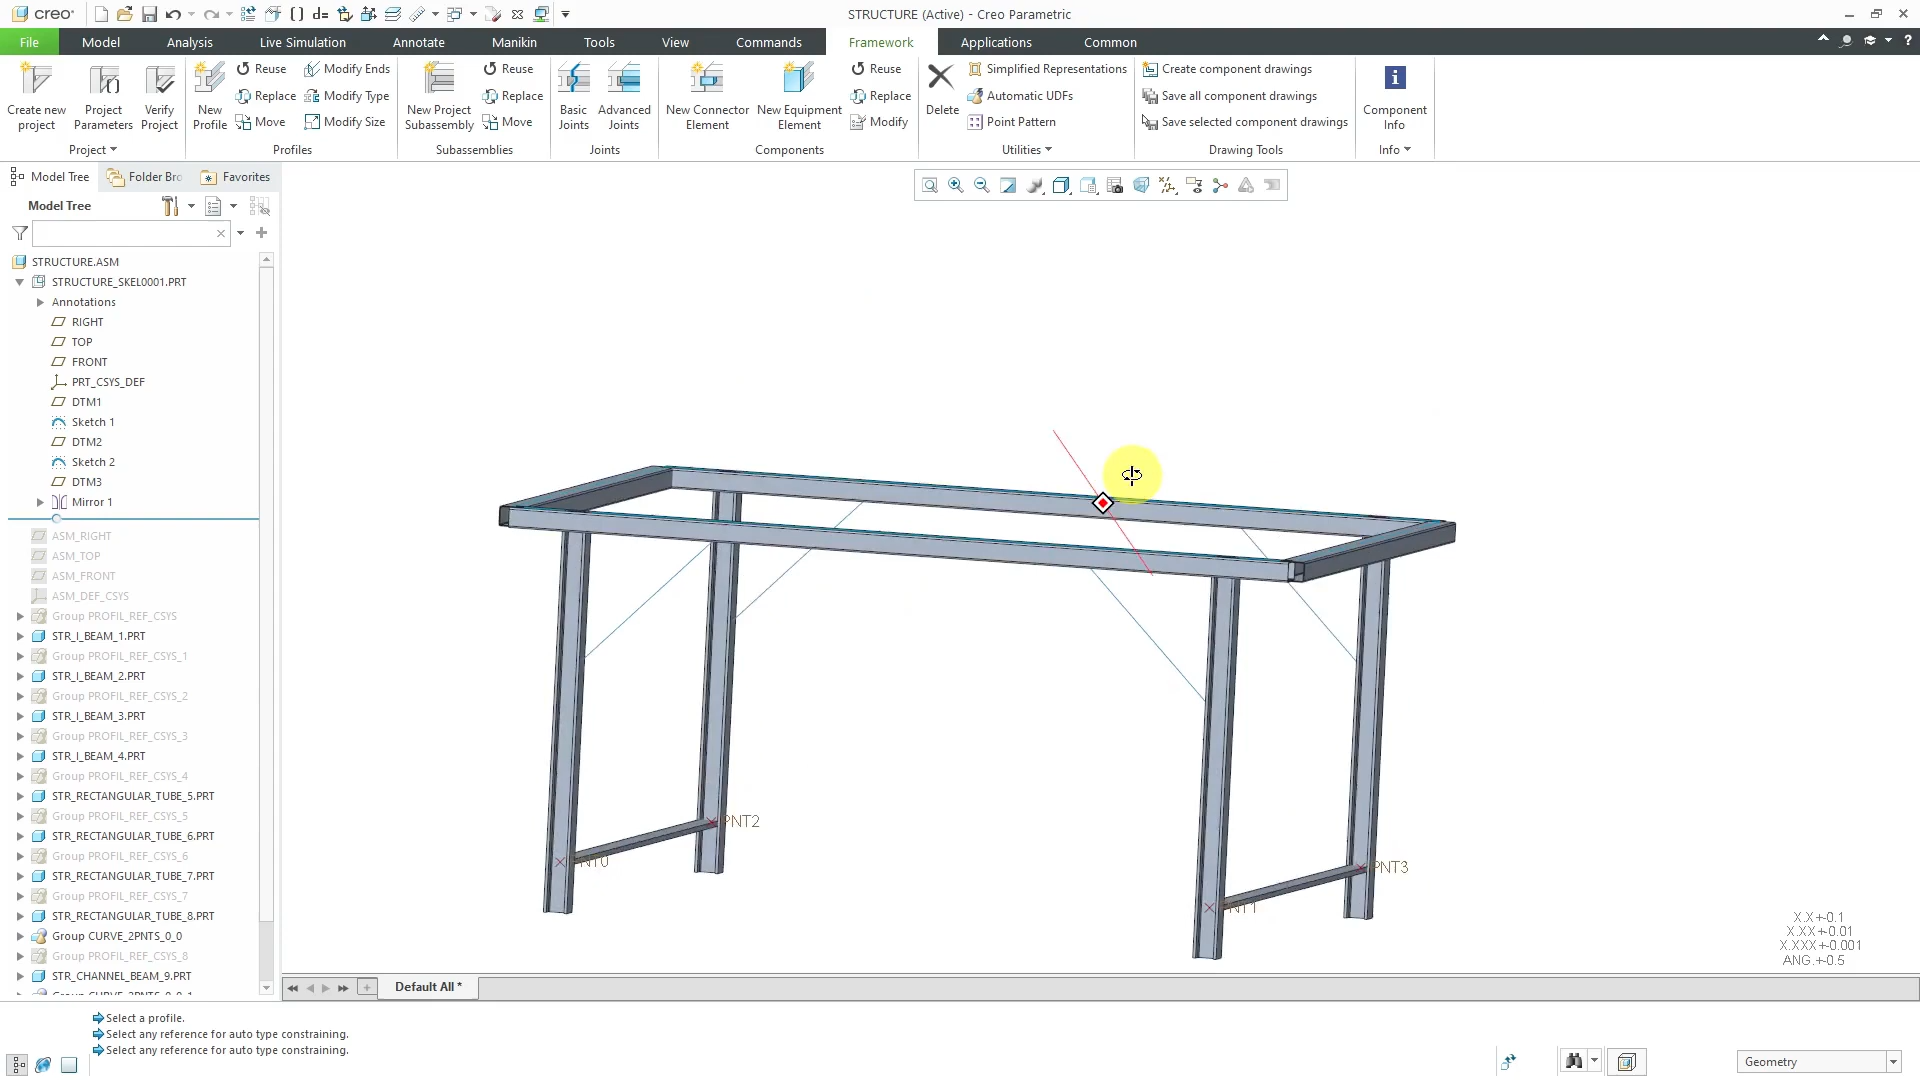 creo
STRUCTURE (Active) - Creo Parametric
File
Model
Analysis
Live Simulation
Annotate
Manikin
Tools
View
Commands
Framework
Applications
Common
Create new project
Project Parameters
Verify Project
Project
New Profile
Reuse
Replace
Move
Modify Ends
Modify Type
Modify Size
Profiles
New Project Subassembly
Reuse
Replace
Move
Subassemblies
Basic Joints
Advanced Joints
Joints
New Connector Element
New Equipment Element
Reuse
Replace
Modify
Components
Delete
Simplified Representations
Automatic UDFs
Point Pattern
Utilities
Create component drawings
Save all component drawings
Save selected component drawings
Drawing Tools
Component Info
Info
Model Tree
Folder Bro
Favorites
Model Tree
STRUCTURE.ASM
STRUCTURE_SKEL0001.PRT
Annotations
RIGHT
TOP
FRONT
PRT_CSYS_DEF
DTM1
Sketch 1
DTM2
Sketch 2
DTM3
Mirror 1
ASM_RIGHT
ASM_TOP
ASM_FRONT
ASM_DEF_CSYS
Group PROFIL_REF_CSYS
STR_I_BEAM_1.PRT
Group PROFIL_REF_CSYS_1
STR_I_BEAM_2.PRT
Group PROFIL_REF_CSYS_2
STR_I_BEAM_3.PRT
Group PROFIL_REF_CSYS_3
STR_I_BEAM_4.PRT
Group PROFIL_REF_CSYS_4
STR_RECTANGULAR_TUBE_5.PRT
Group PROFIL_REF_CSYS_5
STR_RECTANGULAR_TUBE_6.PRT
Group PROFIL_REF_CSYS_6
STR_RECTANGULAR_TUBE_7.PRT
Group PROFIL_REF_CSYS_7
STR_RECTANGULAR_TUBE_8.PRT
Group CURVE_2PNTS_0_0
Group PROFIL_REF_CSYS_8
STR_CHANNEL_BEAM_9.PRT
PNT2
PNT0
PNT3
PNT1
X.X+-0.1
X.XX+-0.01
X.XXX+-0.001
ANG.+-0.5
Default All *
Select a profile.
Select any reference for auto type constraining.
Select any reference for auto type constraining.
Geometry